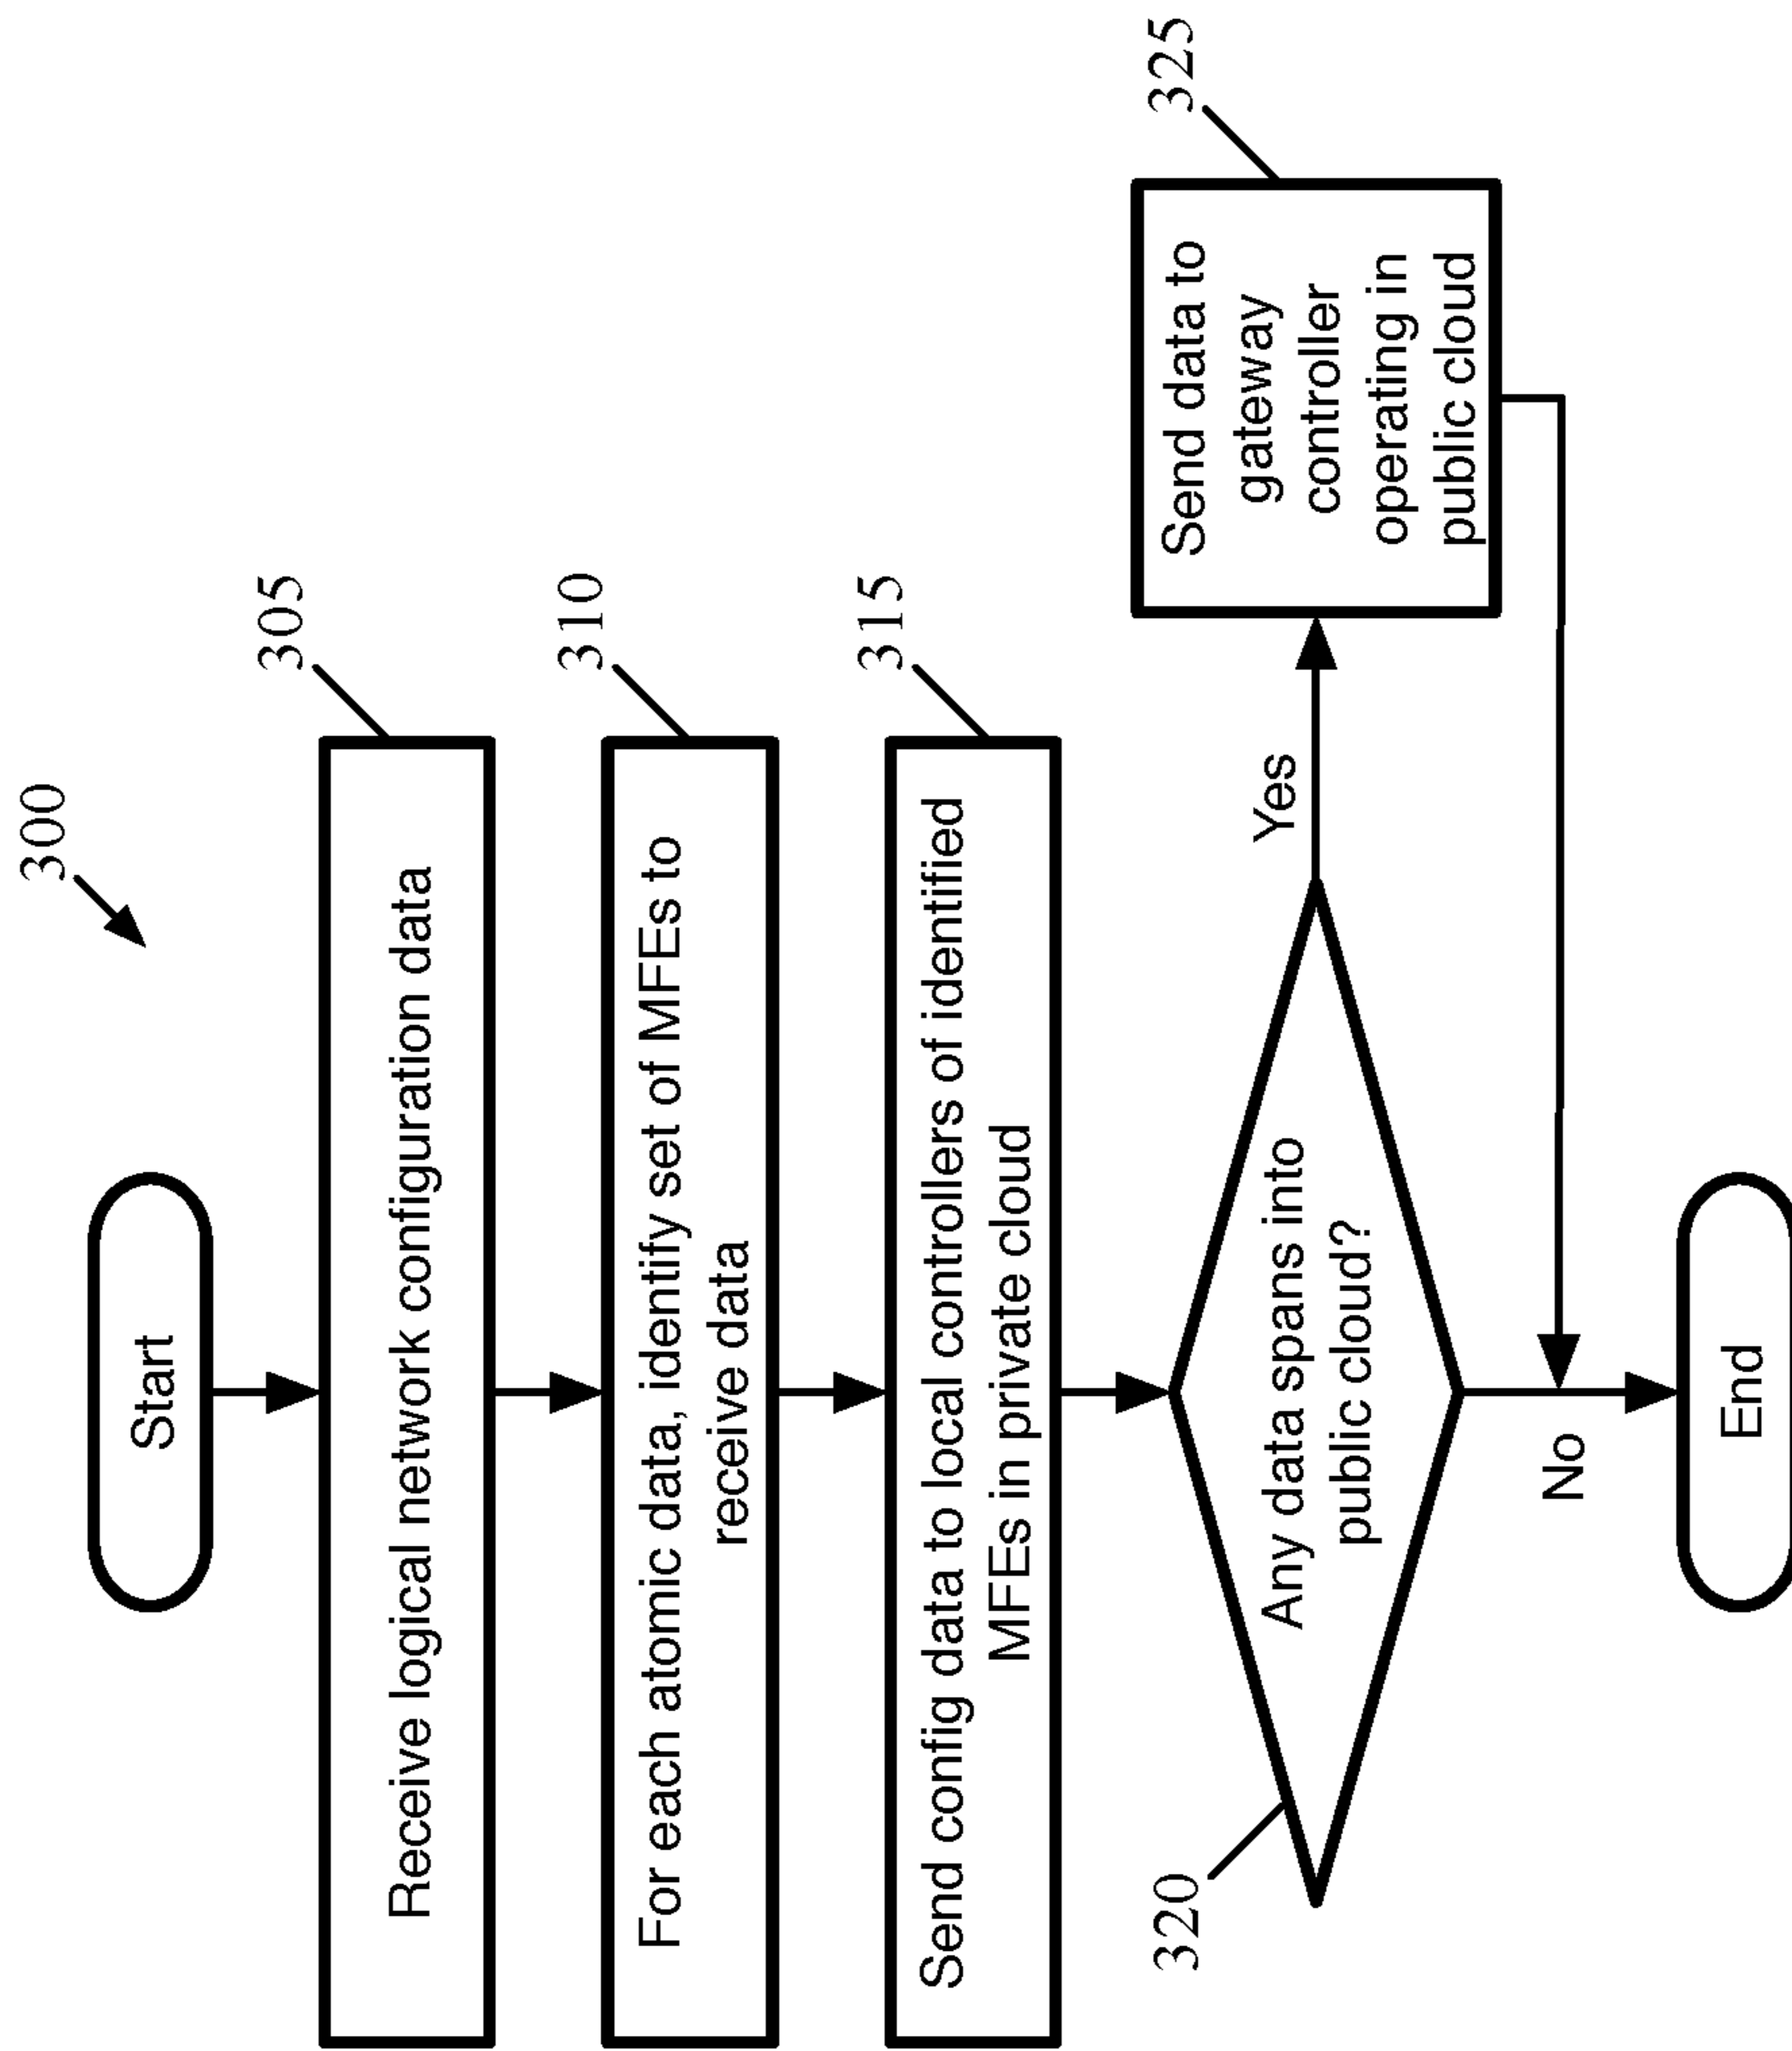 300
Start
305
Receive logical network configuration data
310
For each atomic data, identify set of MFEs to
receive data
315
Send config data to local controllers of identified
MFEs in private cloud
320
Any data spans into
public cloud?
Yes
325
Send data to
gateway
controller
operating in
public cloud
No
End